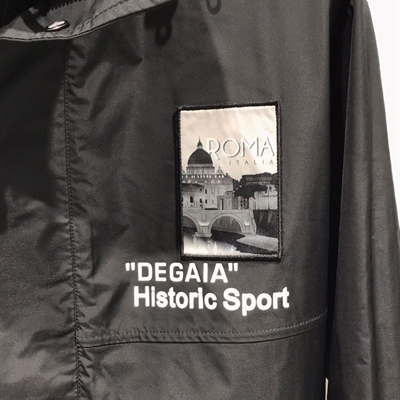 ROMA
ITALIA
"DEGAIA"
Historic Sport